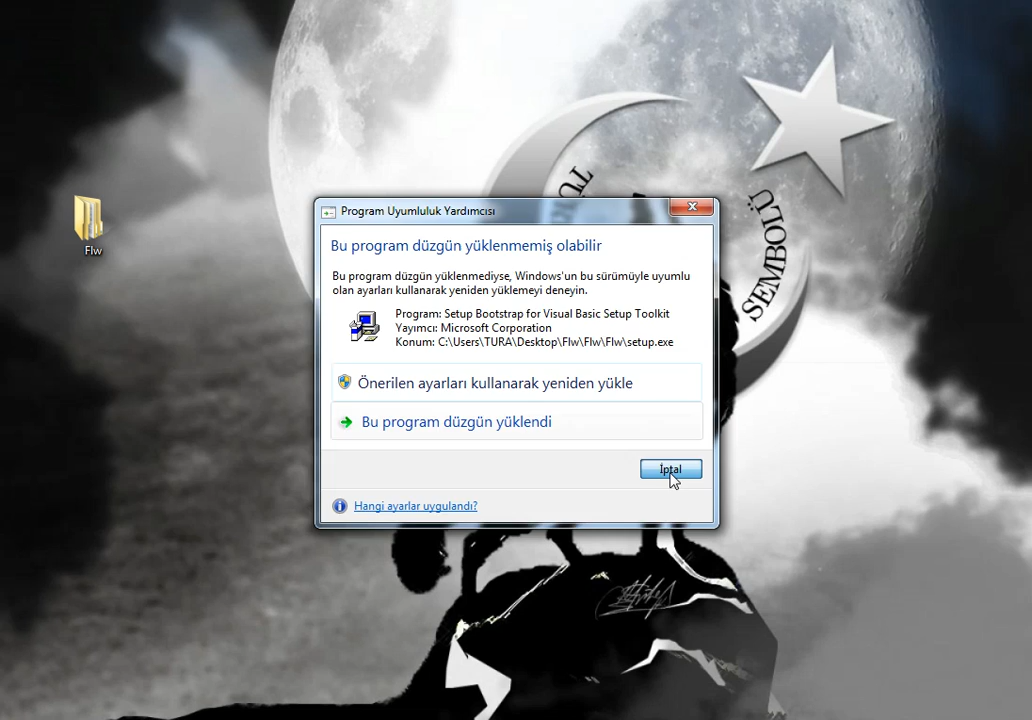 Flw
SEMBOLÜ
Program Uyumluluk Yardımcısı
Bu program düzgün yüklenmemiş olabilir
Bu program düzgün yüklenmediyse, Windows'un bu sürümüyle uyumlu
olan ayarları kullanarak yeniden yüklemeyi deneyin.
Program: Setup Bootstrap for Visual Basic Setup Toolkit
Yayımcı: Microsoft Corporation
Konum: C:\Users\TURA\Desktop\Flw\Flw\Flw\setup.exe
Önerilen ayarları kullanarak yeniden yükle
Bu program düzgün yüklendi
İptal
Hangi ayarlar uygulandı?